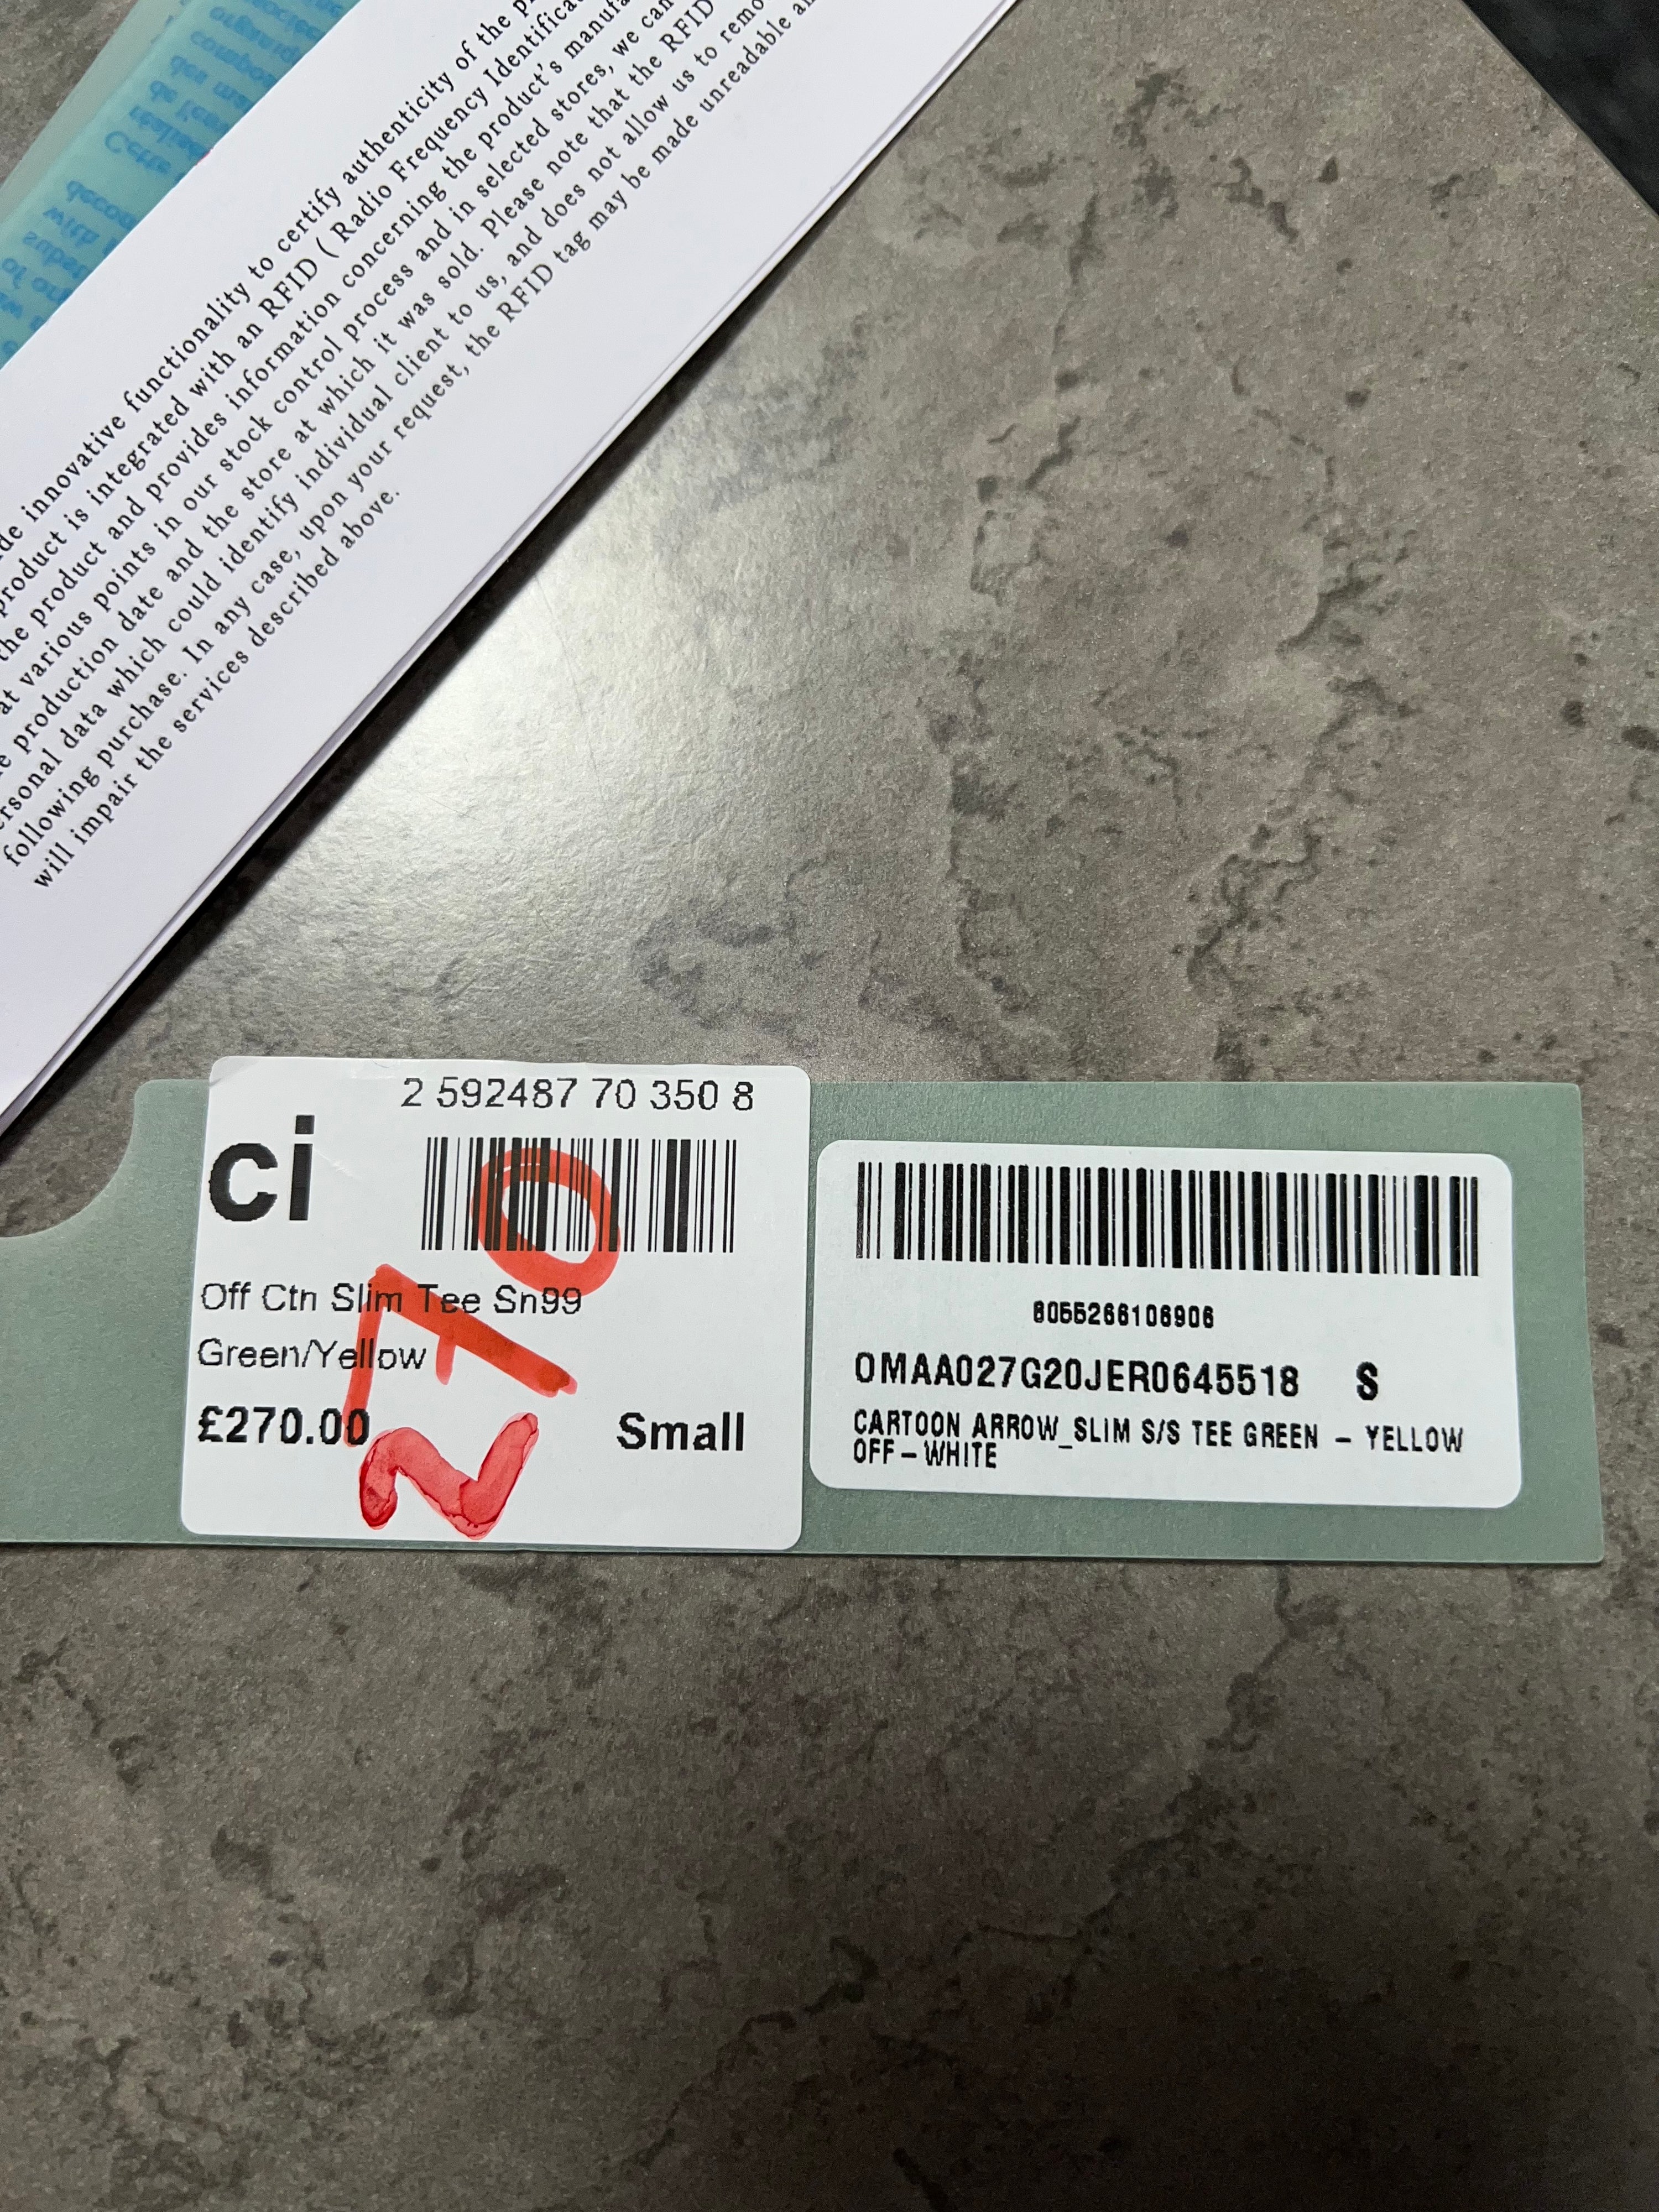 de innovative functionality to certify authenticity of the
product is integrated with an RFID ( Radio Frequency
the product and provides information concerning the product's
at various points in our stock control process and in selected stores, we can
production date and the store at which it was sold. Please note that the RFID
data which could identify individual client to us, and does not allow us to
following purchase. In any case, upon your request, the RFID tag may be made unreadable
will impair the services described above.
2 592487 70 350 8
ci
Off Ctn Slim Tee Sn99
Green/Yellow
£270.00 Small
270
8055266106906
OMAA027G20JER0645518 S
CARTOON ARROW_SLIM S/S TEE GREEN - YELLOW
OFF-WHITE